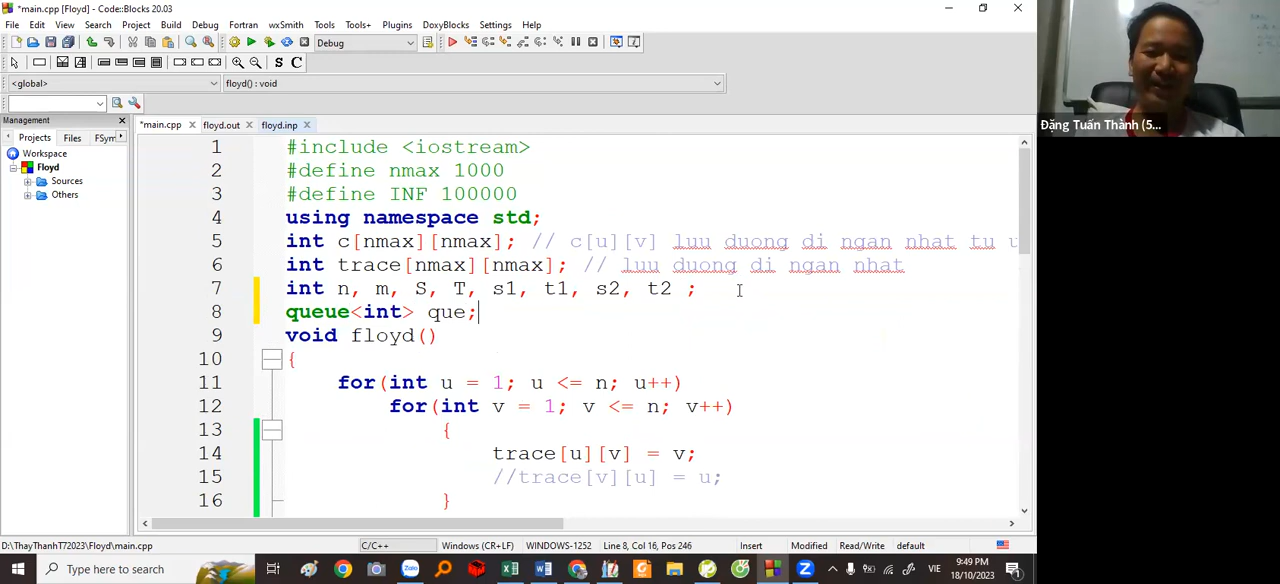 *main.cpp [Floyd] - Code::Blocks 20.03
File Edit View Search Project Build Debug Fortran wxSmith Tools Tools+ Plugins DoxyBlocks Settings Help
Debug
S C
<global> floyd() : void
Management
*main.cpp floyd.out floyd.inp
Projects Files FSym
Workspace
Floyd
Sources
Others
1 #include <iostream>
2 #define nmax 1000
3 #define INF 100000
4 using namespace std;
5 int c[nmax][nmax]; // c[u][v] luu duong di ngan nhat tu u
6 int trace[nmax][nmax]; // luu duong di ngan nhat
7 int n, m, S, T, s1, t1, s2, t2 ;
8 queue<int> que;
9 void floyd()
10 {
11 for(int u = 1; u <= n; u++)
12 for(int v = 1; v <= n; v++)
13 {
14 trace[u][v] = v;
15 //trace[v][u] = u;
16 }
D:\ThayThanhT72023\Floyd\main.cpp C/C++ Windows (CR+LF) WINDOWS-1252 Line 8, Col 16, Pos 246 Insert Modified Read/Write default
Type here to search
Zalo
VIE
9:49 PM
18/10/2023
1
Đặng Tuấn Thành (5...